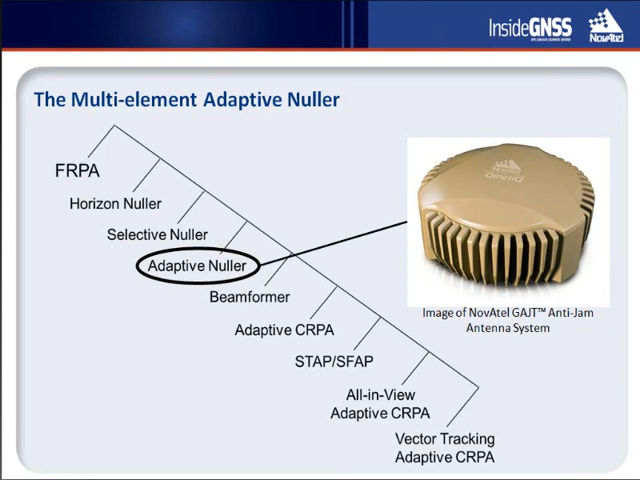 InsideGNSS
NovAtel
The Multi-element Adaptive Nuller
FRPA
Horizon Nuller
Selective Nuller
Adaptive Nuller
Beamformer
Adaptive CRPA
STAP/SFAP
All-in-View
Adaptive CRPA
Vector Tracking
Adaptive CRPA
QinetiQ
Image of NovAtel GAJT™ Anti-Jam
Antenna System